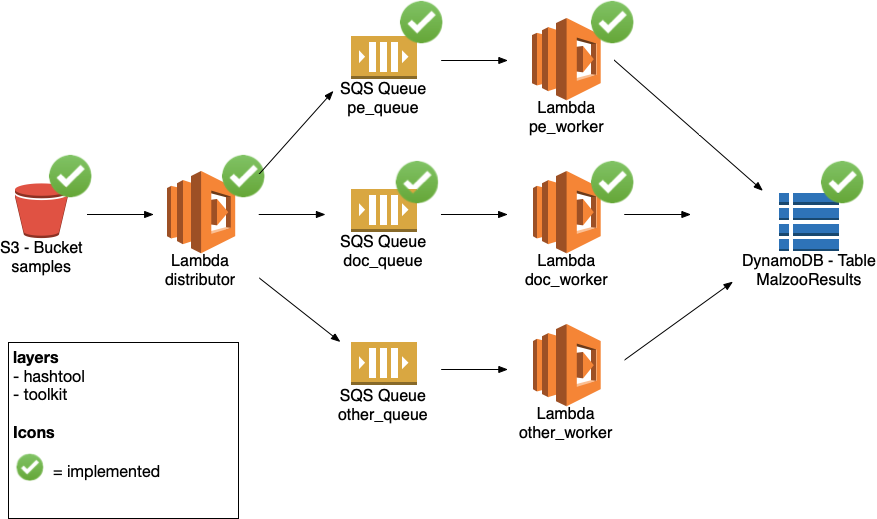 SQS Queue
pe_queue
Lambda
pe_worker
S3 - Bucket
samples
Lambda
distributor
SQS Queue
doc_queue
Lambda
doc_worker
DynamoDB - Table
MalzooResults
SQS Queue
other_queue
Lambda
other_worker
layers
- hashtool
- toolkit
Icons
= implemented